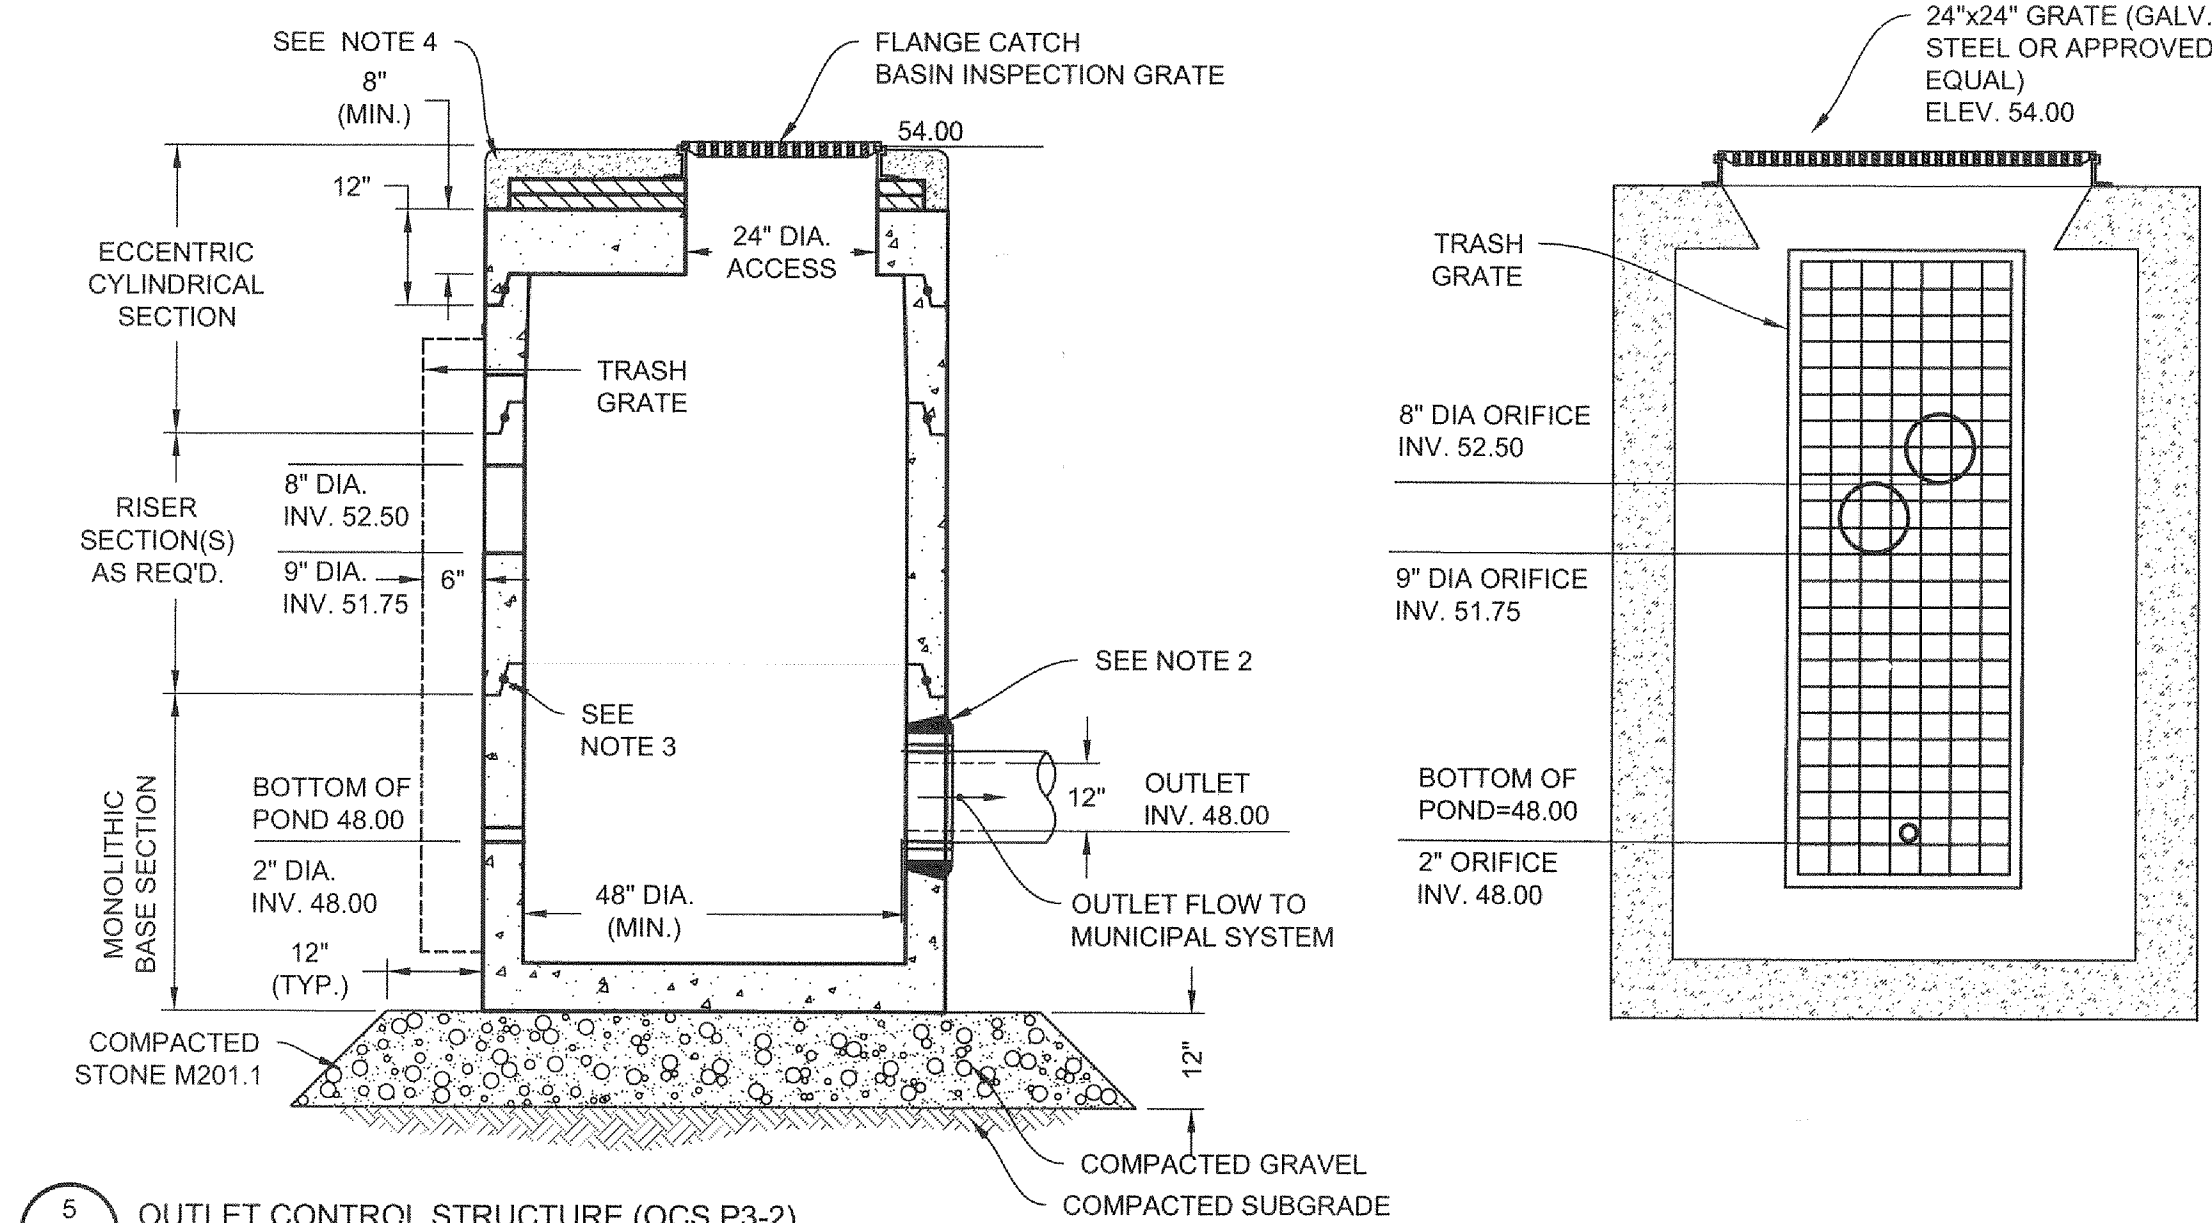 SEE NOTE 4
8"
(MIN.)
12"
FLANGE CATCH
BASIN INSPECTION GRATE
54.00
24" DIA.
ACCESS
ECCENTRIC
CYLINDRICAL
SECTION
TRASH
GRATE
RISER
SECTION(S)
AS REQ'D.
8" DIA.
INV. 52.50
9" DIA.
INV. 51.75
6"
SEE NOTE 2
SEE
NOTE 3
MONOLITHIC
BASE SECTION
BOTTOM OF
POND 48.00
2" DIA.
INV. 48.00
12"
(TYP.)
48" DIA.
(MIN.)
12"
OUTLET
INV. 48.00
OUTLET FLOW TO
MUNICIPAL SYSTEM
COMPACTED
STONE M201.1
12"
COMPACTED GRAVEL
COMPACTED SUBGRADE
5
OUTLET CONTROL STRUCTURE (OCS P3-2)
24"x24" GRATE (GALV.
STEEL OR APPROVED
EQUAL)
ELEV. 54.00
TRASH
GRATE
8" DIA ORIFICE
INV. 52.50
9" DIA ORIFICE
INV. 51.75
BOTTOM OF
POND=48.00
2" ORIFICE
INV. 48.00